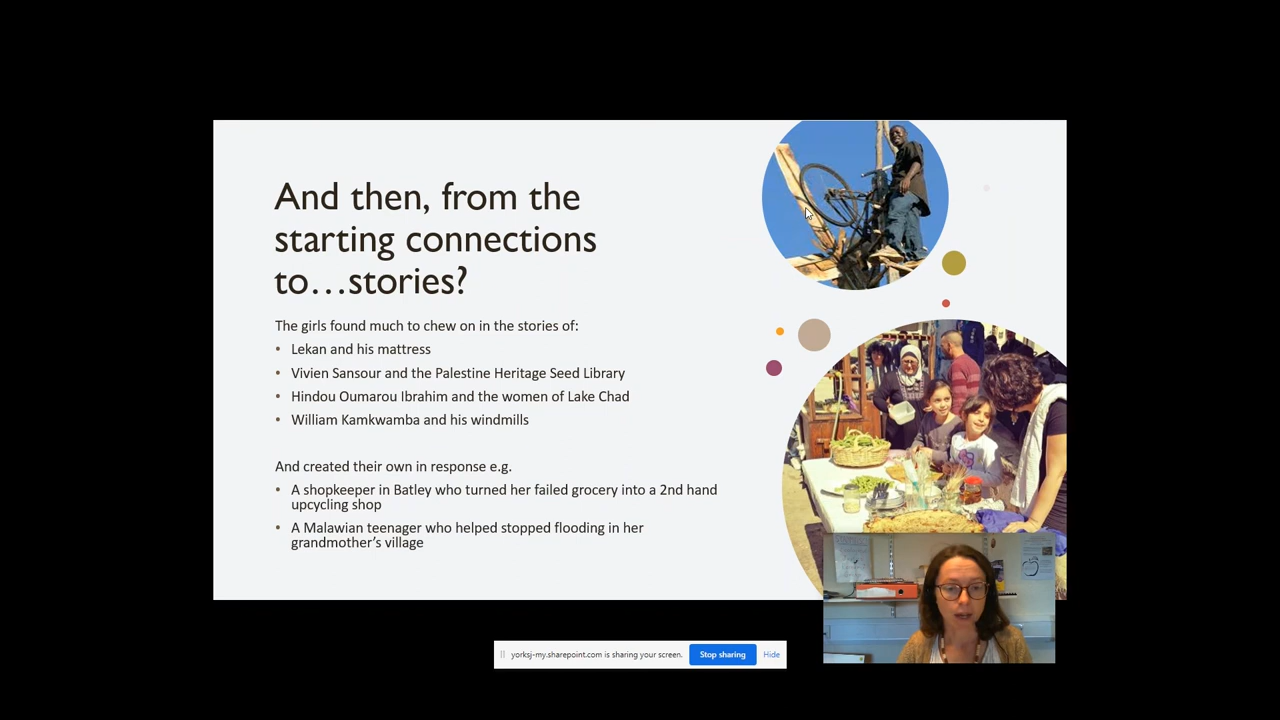 And then, from the
starting connections
to…stories?
The girls found much to chew on in the stories of:
• Lekan and his mattress
• Vivien Sansour and the Palestine Heritage Seed Library
• Hindou Oumarou Ibrahim and the women of Lake Chad
• William Kamkwamba and his windmills
And created their own in response e.g.
• A shopkeeper in Batley who turned her failed grocery into a 2nd hand
upcycling shop
• A Malawian teenager who helped stopped flooding in her
grandmother's village
yorksj-my.sharepoint.com is sharing your screen.
Stop sharing
Hide